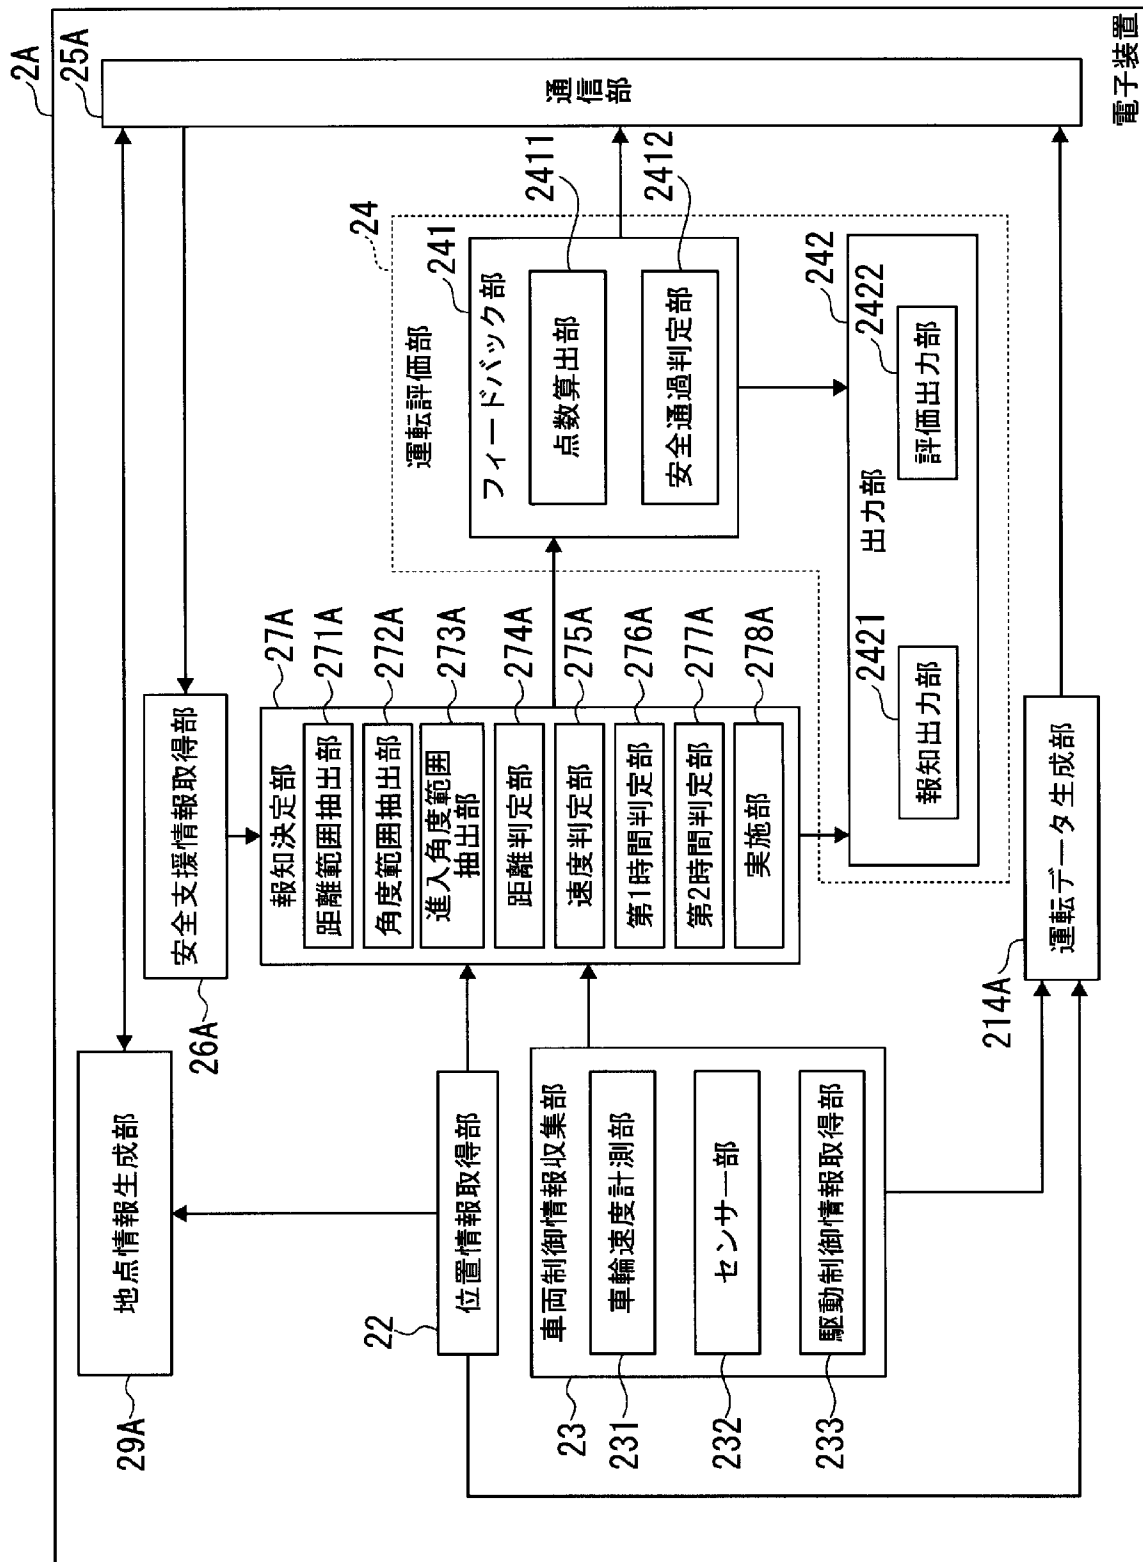 2A
25A
通信部
電子装置
29A
地点情報生成部
26A
安全支援情報取得部
27A
報知決定部
271A
距離範囲抽出部
272A
角度範囲抽出部
273A
進入角度範囲
抽出部
274A
距離判定部
275A
速度判定部
276A
第1時間判定部
277A
第2時間判定部
278A
実施部
22
位置情報取得部
23
車両制御情報収集部
231
車輪速度計測部
232
センサー部
233
駆動制御情報取得部
24
運転評価部
241
フィードバック部
2411
点数算出部
2412
安全通過判定部
242
出力部
2421
報知出力部
2422
評価出力部
214A
運転データ生成部